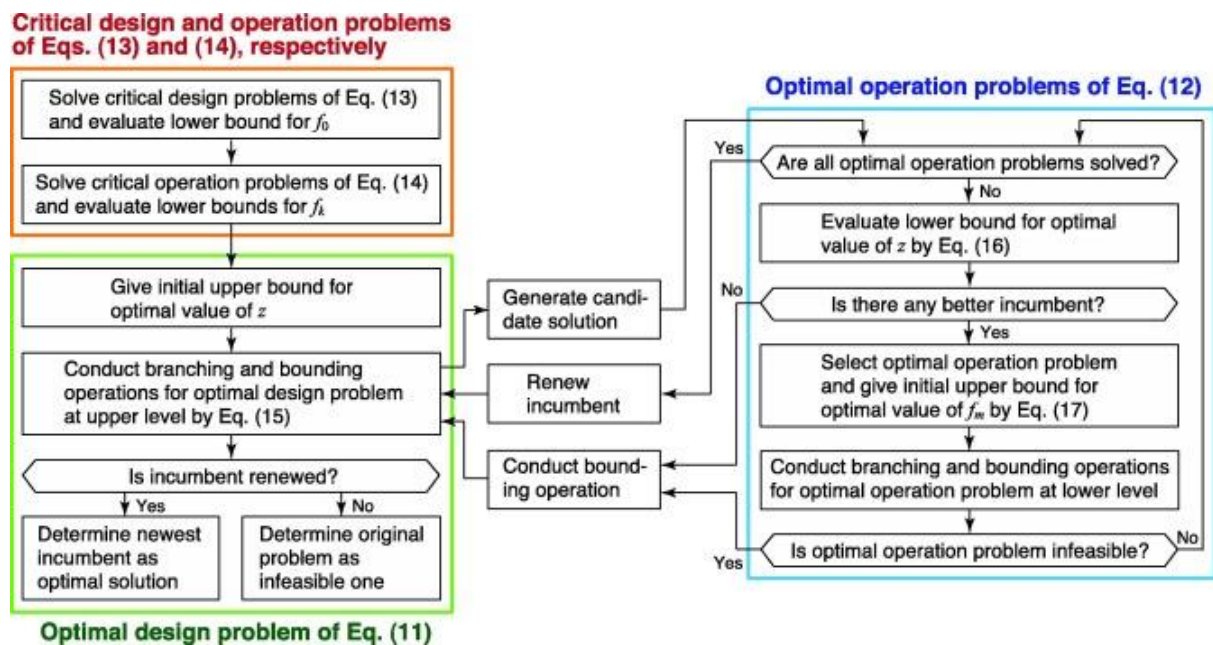 Critical design and operation problems
of Eqs. (13) and (14), respectively
Solve critical design problems of Eq. (13)
and evaluate lower bound for f0
Solve critical operation problems of Eq. (14)
and evaluate lower bounds for fk
Give initial upper bound for
optimal value of z
Conduct branching and bounding
operations for optimal design problem
at upper level by Eq. (15)
Is incumbent renewed?
Yes
No
Determine newest
incumbent as
optimal solution
Determine original
problem as
infeasible one
Optimal design problem of Eq. (11)
Generate candi-
date solution
Renew
incumbent
Conduct bound-
ing operation
Optimal operation problems of Eq. (12)
Yes
Are all optimal operation problems solved?
No
Evaluate lower bound for optimal
value of z by Eq. (16)
No
Is there any better incumbent?
Yes
Select optimal operation problem
and give initial upper bound for
optimal value of fm by Eq. (17)
Conduct branching and bounding operations
for optimal operation problem at lower level
Is optimal operation problem infeasible?
No
Yes